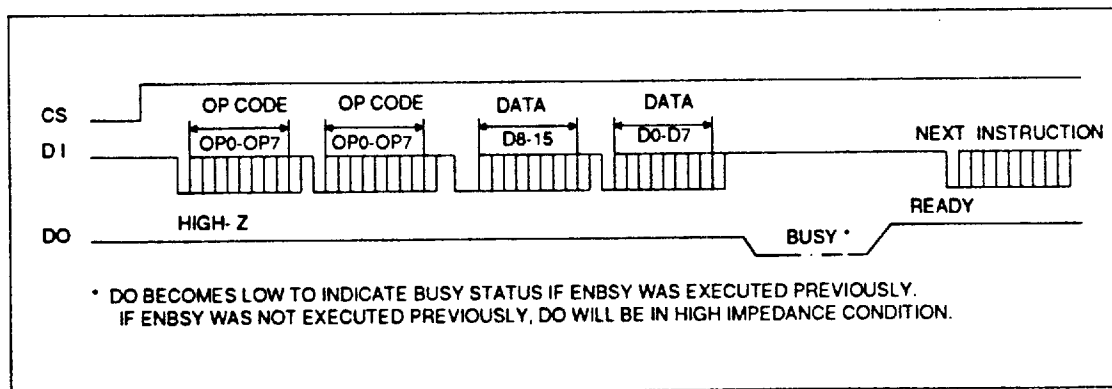 OP CODE OP CODE DATA DATA
CS
OP0-OP7 OP0-OP7 D8-15 D0-D7 NEXT INSTRUCTION
DI
HIGH- Z READY
DO BUSY *
* DO BECOMES LOW TO INDICATE BUSY STATUS IF ENBSY WAS EXECUTED PREVIOUSLY.
IF ENBSY WAS NOT EXECUTED PREVIOUSLY, DO WILL BE IN HIGH IMPEDANCE CONDITION.